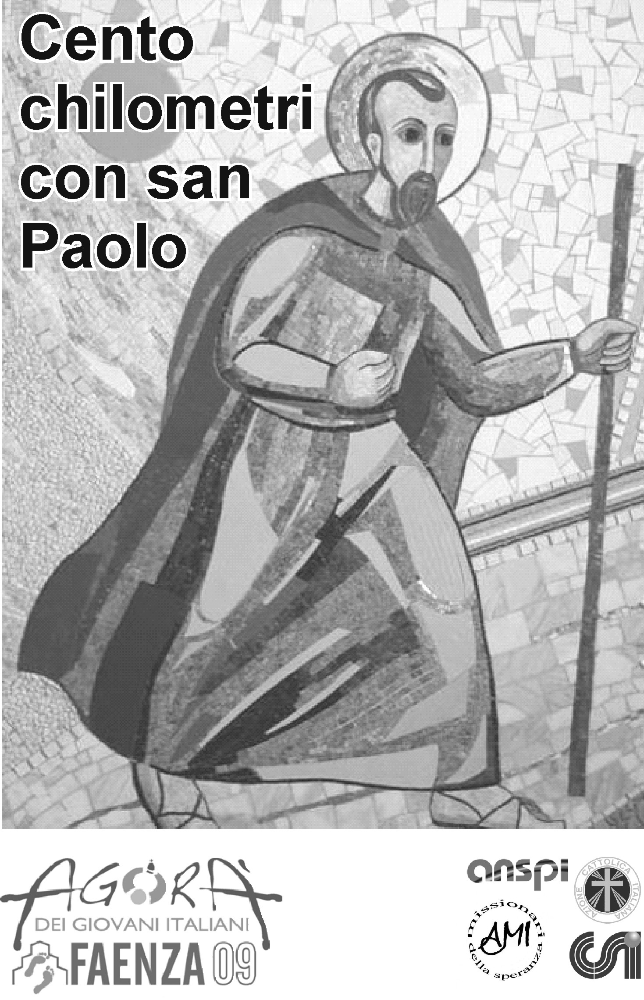 Cento
chilometri
con san
Paolo
AGORÀ
DEI GIOVANI ITALIANI
FAENZA 09
anspi
AZIONE CATTOLICA ITALIANA
missionari
AMI
della speranza
csi